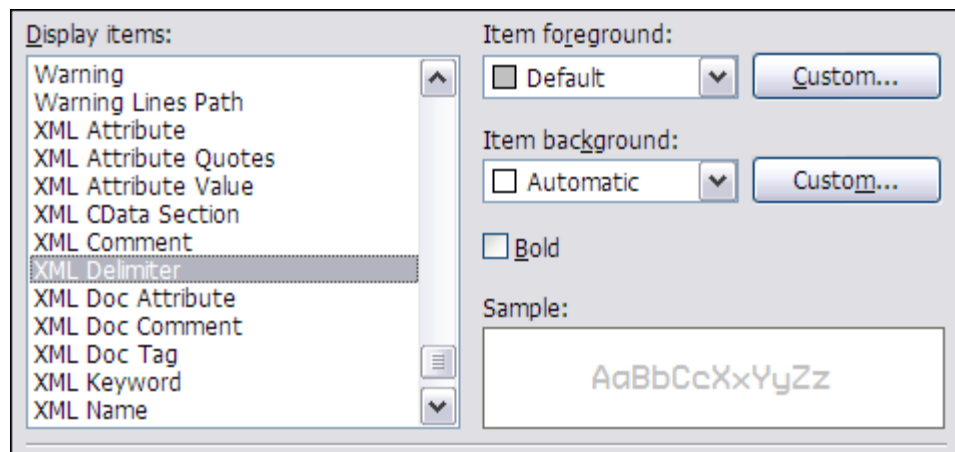 Display items:
Warning
Warning Lines Path
XML Attribute
XML Attribute Quotes
XML Attribute Value
XML CData Section
XML Comment
XML Delimiter
XML Doc Attribute
XML Doc Comment
XML Doc Tag
XML Keyword
XML Name
Item foreground:
Default
Custom...
Item background:
Automatic
Custom...
Bold
Sample:
AaBbCcXxYyZz